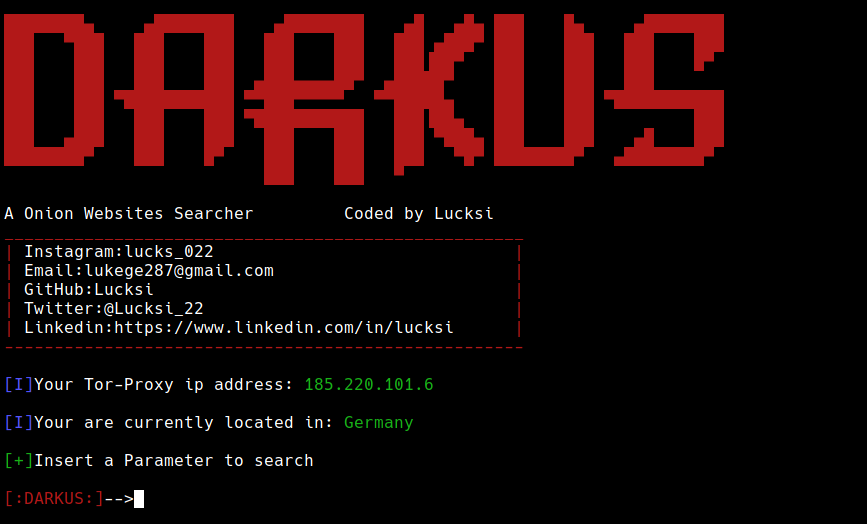 DARKUS
A Onion Websites Searcher Coded by Lucksi
Instagram:lucks_022
Email:lukege287@gmail.com
GitHub:Lucksi
Twitter:@Lucksi_22
Linkedin:https://www.linkedin.com/in/lucksi
[I]Your Tor-Proxy ip address: 185.220.101.6
[I]Your are currently located in: Germany
[+]Insert a Parameter to search
[:DARKUS:]-->